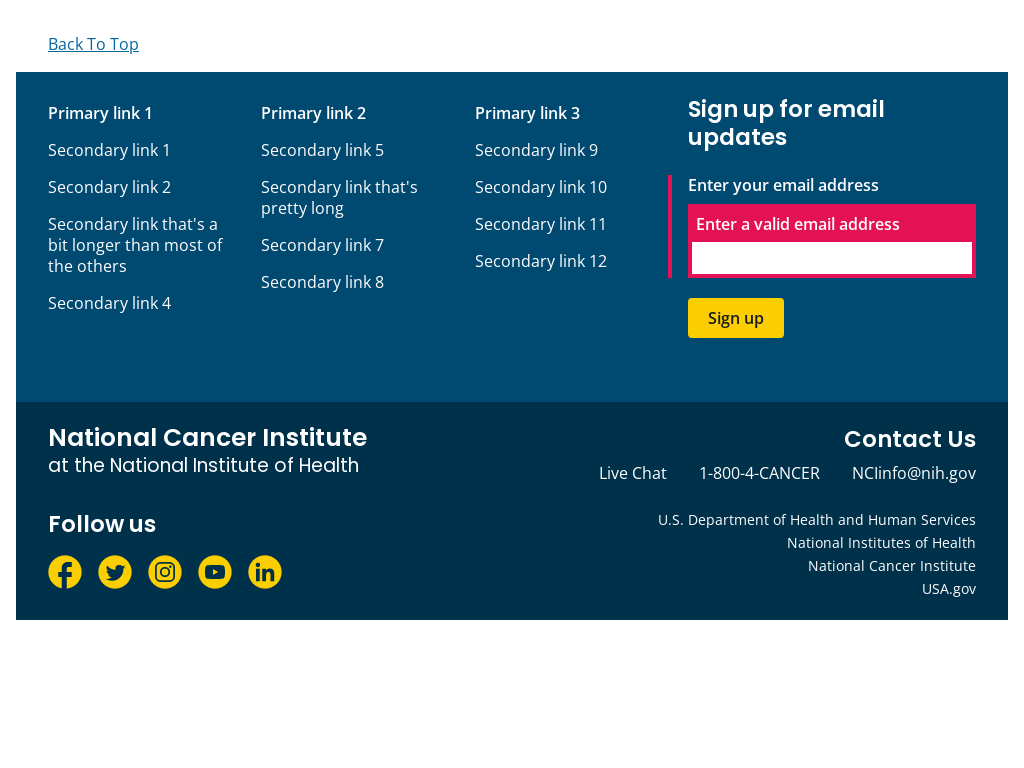 Back To Top
Primary link 1
Secondary link 1
Secondary link 2
Secondary link that's a
bit longer than most of
the others
Secondary link 4
Primary link 2
Secondary link 5
Secondary link that's
pretty long
Secondary link 7
Secondary link 8
Primary link 3
Secondary link 9
Secondary link 10
Secondary link 11
Secondary link 12
Sign up for email
updates
Enter your email address
Enter a valid email address
Sign up
National Cancer Institute
at the National Institute of Health
Follow us
Contact Us
Live Chat 1-800-4-CANCER NCIinfo@nih.gov
U.S. Department of Health and Human Services
National Institutes of Health
National Cancer Institute
USA.gov